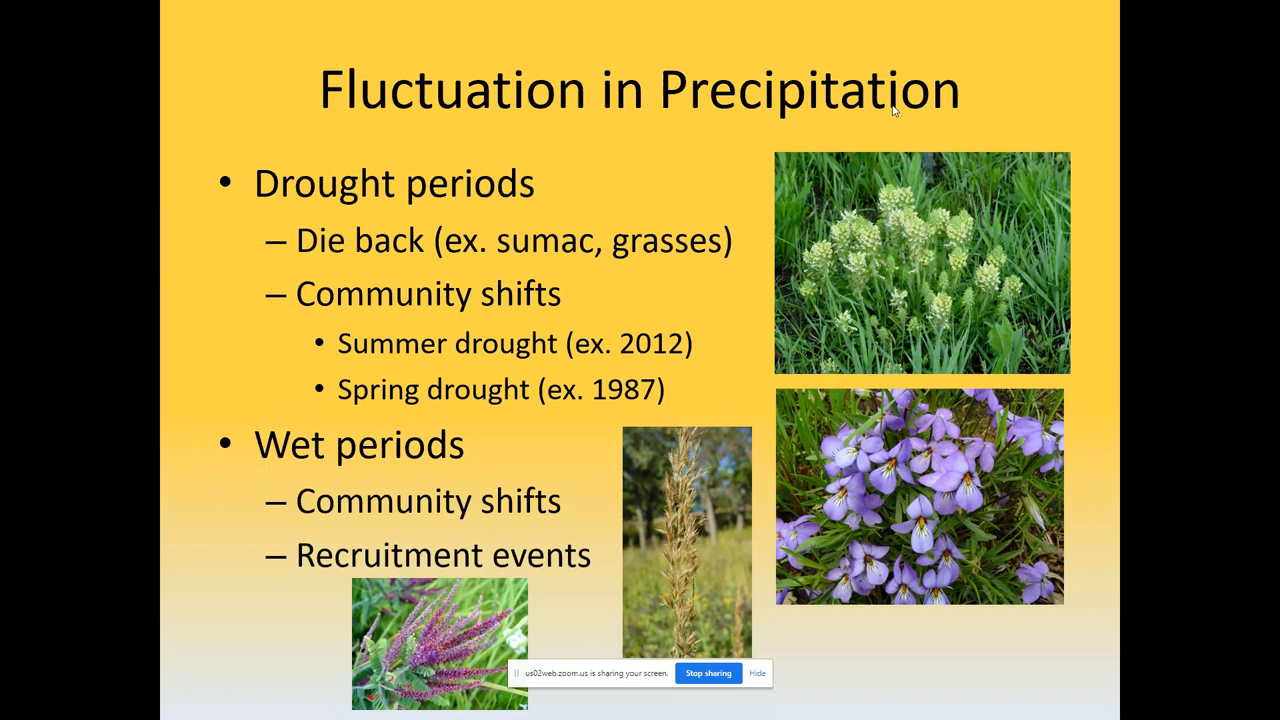 Fluctuation in Precipitation
• Drought periods
– Die back (ex. sumac, grasses)
– Community shifts
• Summer drought (ex. 2012)
• Spring drought (ex. 1987)
• Wet periods
– Community shifts
– Recruitment events
us02web.zoom.us is sharing your screen. Stop sharing Hide